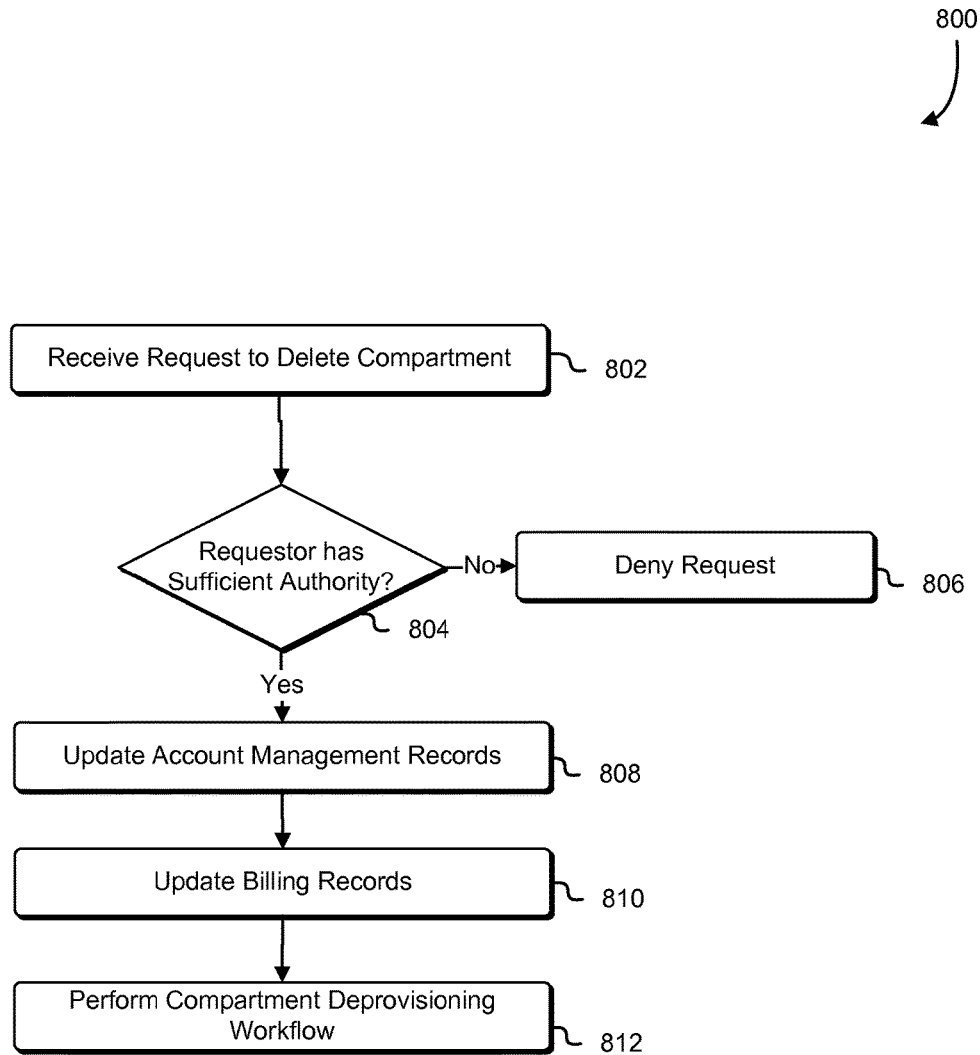 800
Receive Request to Delete Compartment
802
Requestor has
Sufficient Authority?
804
No
Deny Request
806
Yes
Update Account Management Records
808
Update Billing Records
810
Perform Compartment Deprovisioning
Workflow
812